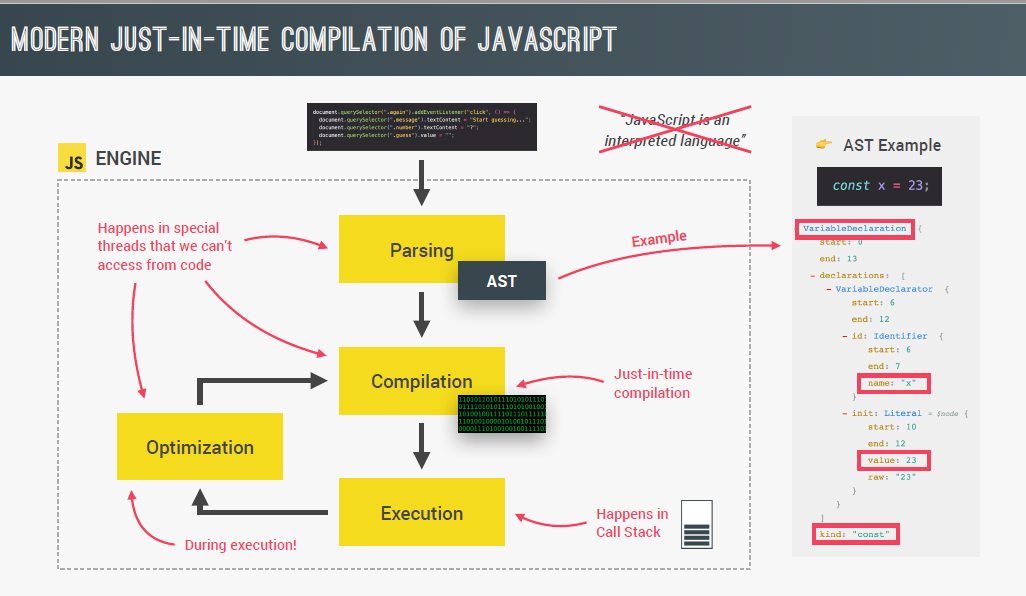 MODERN JUST-IN-TIME COMPILATION OF JAVASCRIPT
document.querySelector(".again").addEventListener("click", () => {
document.querySelector(".message").textContent = "Start guessing...";
document.querySelector(".number").textContent = "?";
document.querySelector(".guess").value = "";
});
"JavaScript is an
interpreted language"
JS ENGINE
Happens in special
threads that we can't
access from code
Parsing
AST
Example
Compilation
Just-in-time
compilation
Optimization
Execution
Happens in
Call Stack
During execution!
👉 AST Example
const x = 23;
VariableDeclaration {
start: 0
end: 13
- declarations: [
- VariableDeclarator {
start: 6
end: 12
- id: Identifier {
start: 6
end: 7
name: "x"
}
- init: Literal = $node {
start: 10
end: 12
value: 23
raw: "23"
}
}
]
kind: "const"